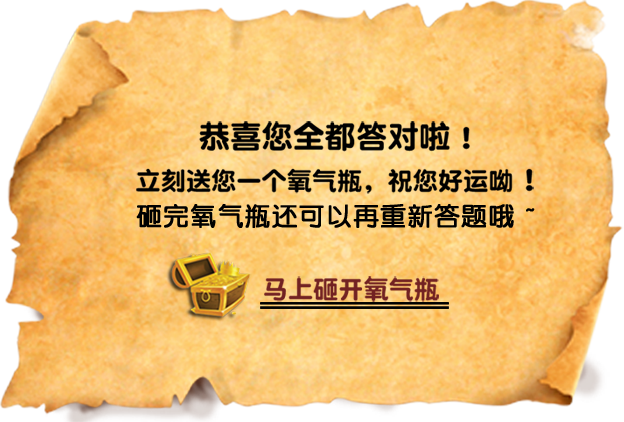 恭喜您全都答对啦！
立刻送您一个氧气瓶，祝您好运呦！
砸完氧气瓶还可以再重新答题哦~
马上砸开氧气瓶